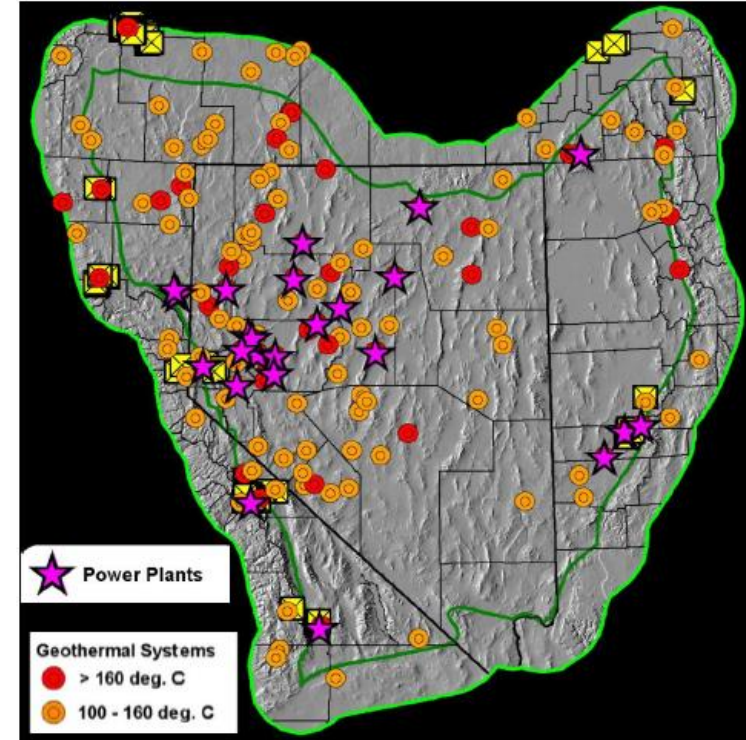 Power Plants
Geothermal Systems
> 160 deg. C
100 - 160 deg. C